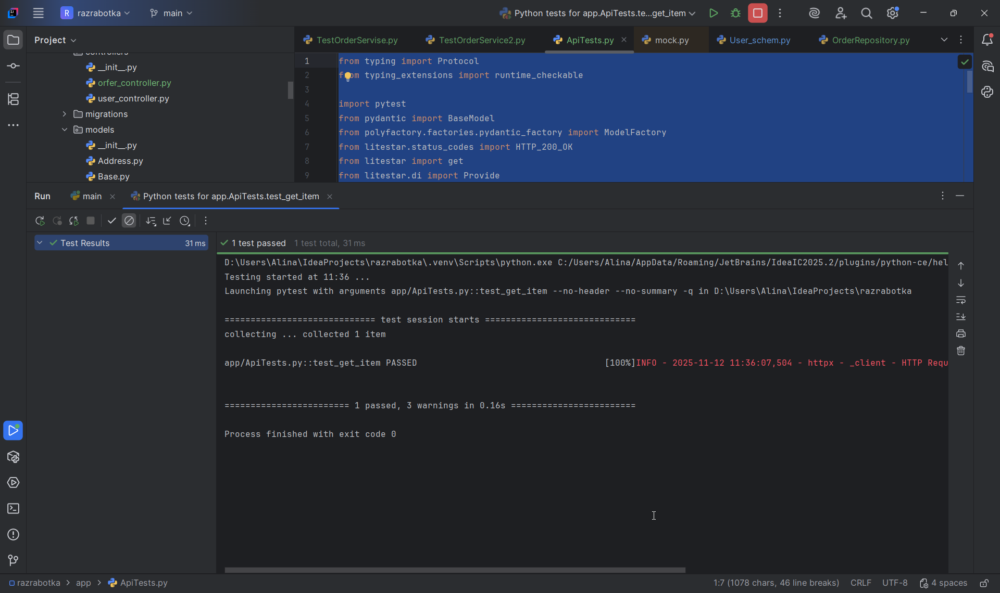 R razrabotka main Python tests for app.ApiTests.te...get_item
Project
TestOrderServise.py TestOrderService2.py ApiTests.py mock.py User_schem.py OrderRepository.py
controllers
__init__.py
orfer_controller.py
user_controller.py
migrations
models
__init__.py
Address.py
Base.py
1 from typing import Protocol
2 from typing_extensions import runtime_checkable
3
4 import pytest
5 from pydantic import BaseModel
6 from polyfactory.factories.pydantic_factory import ModelFactory
7 from litestar.status_codes import HTTP_200_OK
8 from litestar import get
9 from litestar.di import Provide
Run main Python tests for app.ApiTests.test_get_item
Test Results 31 ms
1 test passed 1 test total, 31 ms
D:\Users\Alina\IdeaProjects\razrabotka\.venv\Scripts\python.exe C:/Users/Alina/AppData/Roaming/JetBrains/IdeaIC2025.2/plugins/python-ce/hel
Testing started at 11:36 ...
Launching pytest with arguments app/ApiTests.py::test_get_item --no-header --no-summary -q in D:\Users\Alina\IdeaProjects\razrabotka
============================= test session starts =============================
collecting ... collected 1 item
app/ApiTests.py::test_get_item PASSED [100%]INFO - 2025-11-12 11:36:07,504 - httpx - _client - HTTP Requ
======================== 1 passed, 3 warnings in 0.16s ========================
Process finished with exit code 0
razrabotka > app > ApiTests.py
1:7 (1078 chars, 46 line breaks) CRLF UTF-8 4 spaces